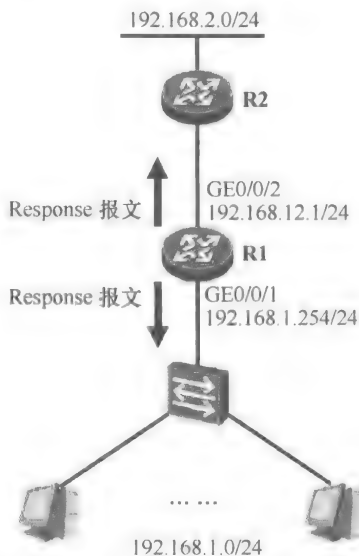 192.168.2.0/24
R2
GE0/0/2
192.168.12.1/24
Response 报文
R1
Response 报文
GE0/0/1
192.168.1.254/24
... ...
192.168.1.0/24